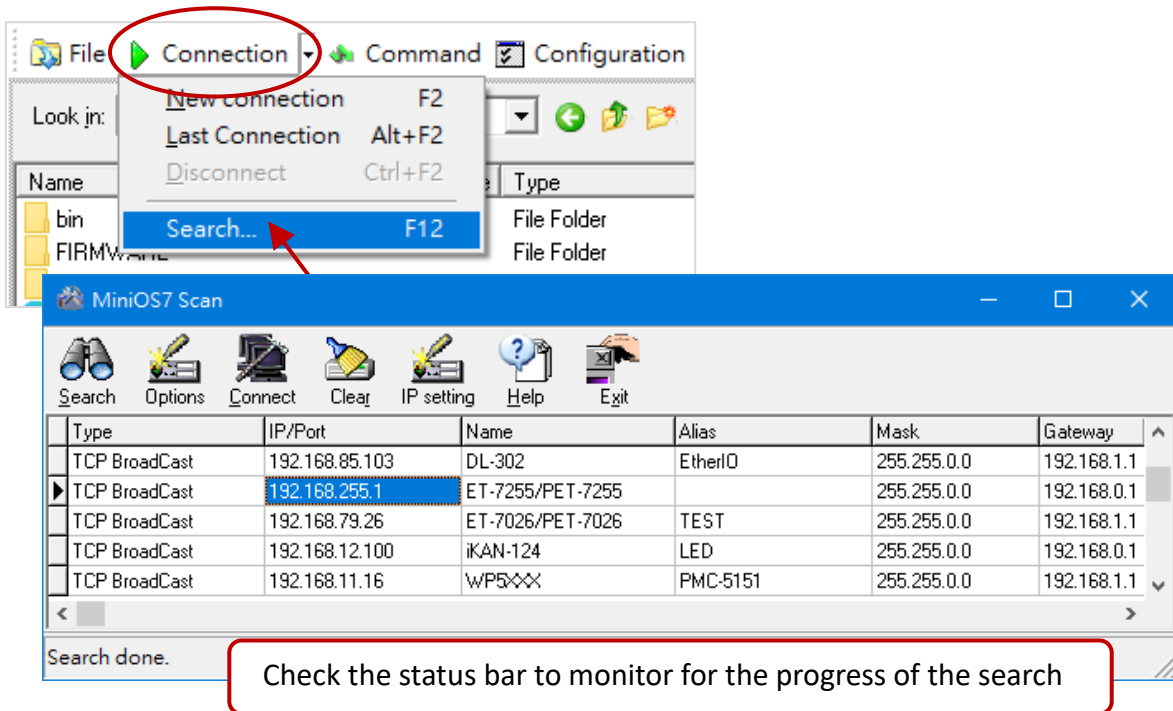 File Connection Command Configuration
New connection F2
Look in:
Last Connection Alt+F2
Disconnect Ctrl+F2
Name Type
bin File Folder
Search... F12
FIRMWARE File Folder
MiniOS7 Scan
Search Options Connect Clear IP setting Help Exit
Type IP/Port Name Alias Mask Gateway
TCP BroadCast 192.168.85.103 DL-302 EtherIO 255.255.0.0 192.168.1.1
TCP BroadCast 192.168.255.1 ET-7255/PET-7255 255.255.0.0 192.168.0.1
TCP BroadCast 192.168.79.26 ET-7026/PET-7026 TEST 255.255.0.0 192.168.1.1
TCP BroadCast 192.168.12.100 iKAN-124 LED 255.255.0.0 192.168.0.1
TCP BroadCast 192.168.11.16 WP5XXX PMC-5151 255.255.0.0 192.168.1.1
Search done.
Check the status bar to monitor for the progress of the search